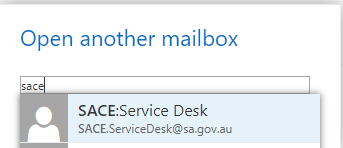 Open another mailbox
sace
SACE:Service Desk
SACE.ServiceDesk@sa.gov.au